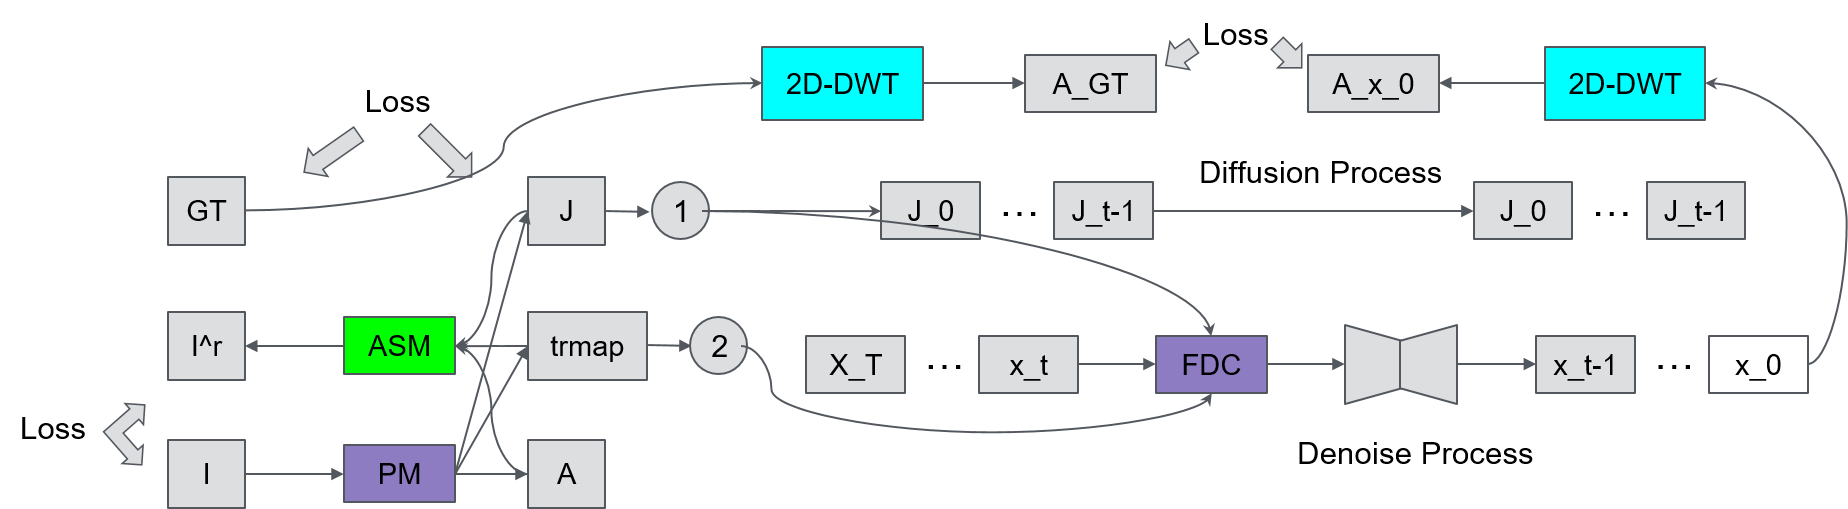 Loss
2D-DWT
A_GT
A_x_0
2D-DWT
Loss
Diffusion Process
GT
J
1
J_0
...
J_t-1
J_0
...
J_t-1
I^r
ASM
trmap
2
X_T
...
x_t
FDC
x_t-1
...
x_0
Loss
I
PM
A
Denoise Process